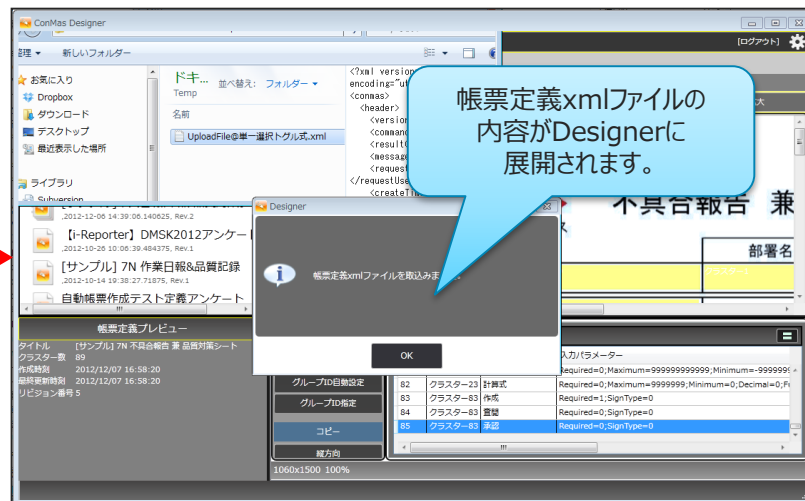 ConMas Designer
[ログアウト]
整理 ▼ 新しいフォルダー
お気に入り
Dropbox
ダウンロード
デスクトップ
最近表示した場所
ライブラリ
Subversion
ドキ...
Temp
並べ替え: フォルダー ▼
名前
UploadFile@単一選択トグル式.xml
<?xml versio
encoding="ut
<conmas>
<header>
<version
<command
<resultC
<message
<request
</requestUse
<createTi
帳票定義xmlファイルの
内容がDesignerに
展開されます。
大
不具合報告 兼
部署名
,2012-12-06 14:39:06.140625, Rev.2
【i-Reporter】DMSK2012アンケート
,2012-10-26 10:06:39.484375, Rev.1
[サンプル] 7N 作業日報&品質記録
,2012-10-14 19:38:27.71875, Rev.1
自動帳票作成テスト定義アンケート
Designer
帳票定義xmlファイルを取込みま
OK
帳票定義プレビュー
タイトル [サンプル] 7N 不具合報告 兼 品質対策シート
クラスター数 89
作成時刻 2012/12/07 16:58:20
最終更新時刻 2012/12/07 16:58:20
リビジョン番号 5
グループID自動設定
グループID指定
コピー
縦方向
入力パラメーター
Required=0;Maximum=999999999999;Minimum=-9999999
82 クラスター23 計算式 Required=0;Maximum=9999999;Minimum=0;Decimal=0;Fu
83 クラスター83 作成 Required=1;SignType=0
84 クラスター83 査閲 Required=0;SignType=0
85 クラスター83 承認 Required=0;SignType=0
1060x1500 100%